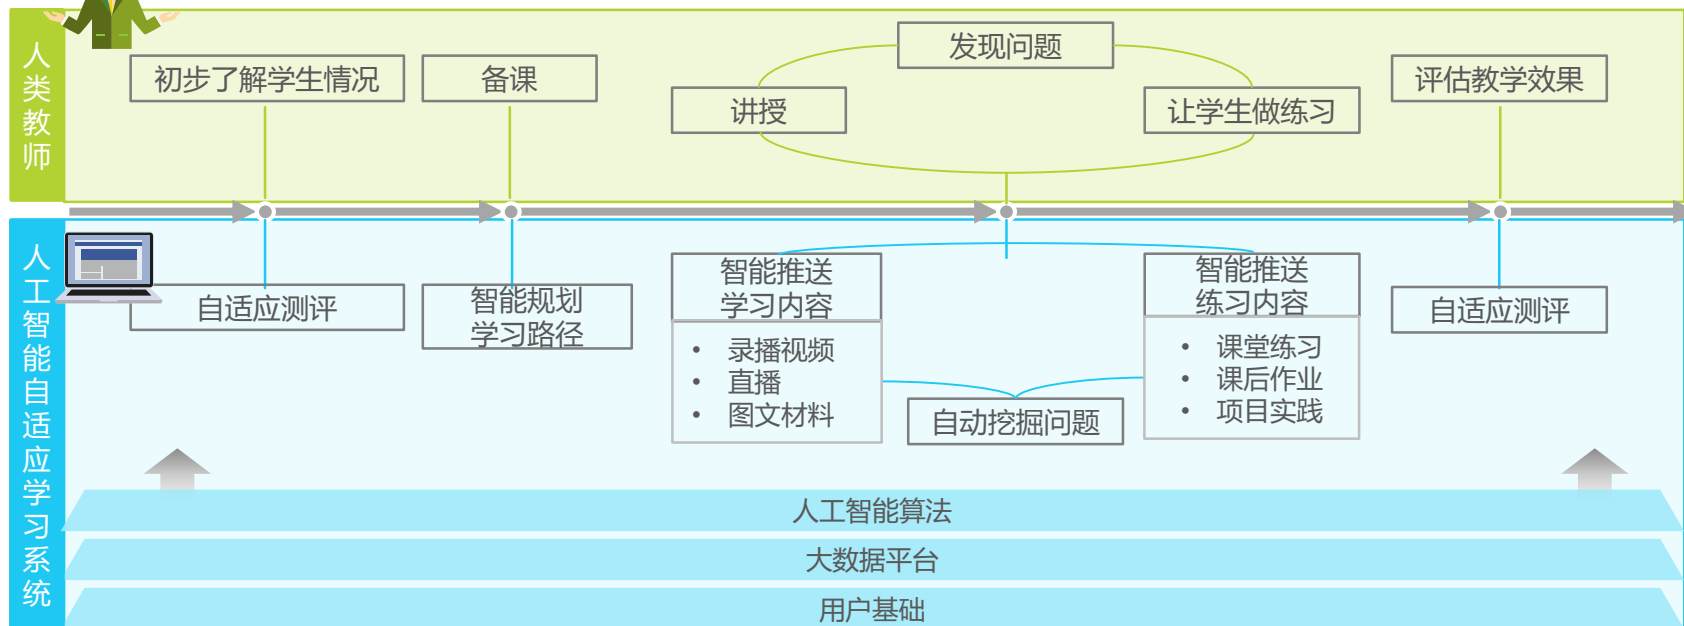 人类教师
初步了解学生情况
备课
发现问题
讲授
让学生做练习
评估教学效果
人工智能自适应学习系统
自适应测评
智能规划
学习路径
智能推送
学习内容
• 录播视频
• 直播
• 图文材料
自动挖掘问题
智能推送
练习内容
• 课堂练习
• 课后作业
• 项目实践
自适应测评
人工智能算法
大数据平台
用户基础